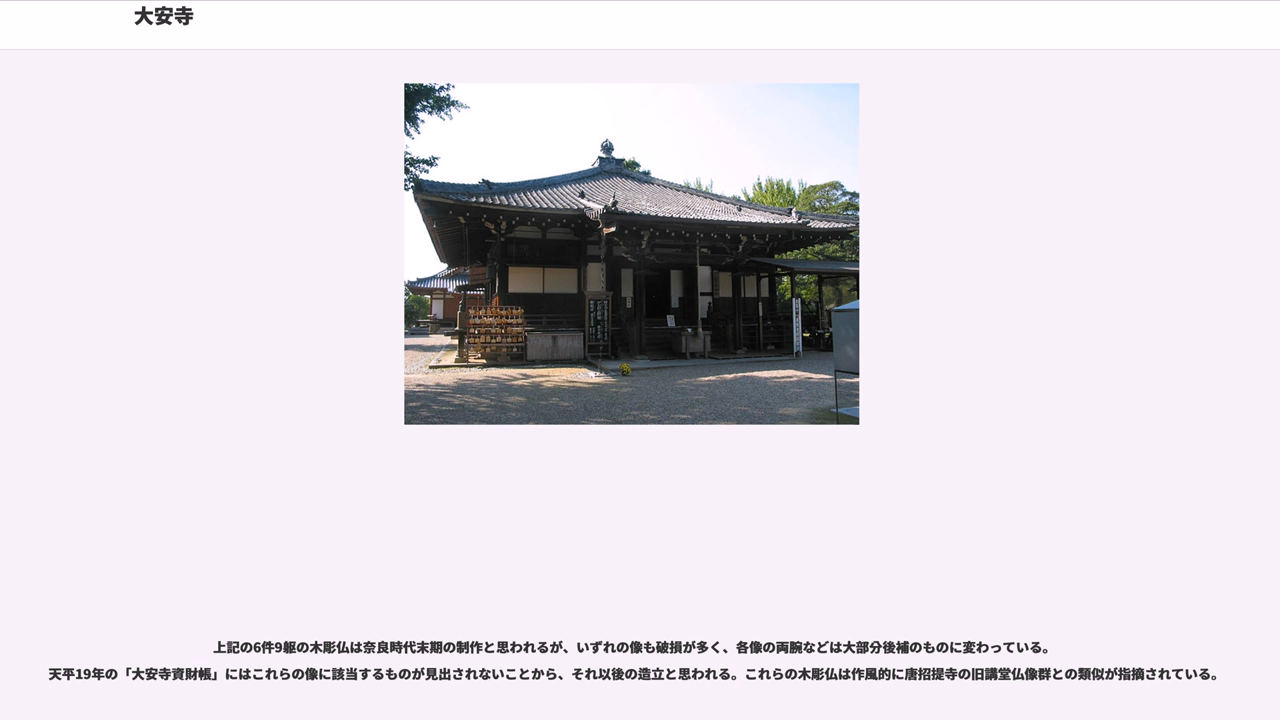 大安寺
上記の6件9躯の木彫仏は奈良時代末期の制作と思われるが、いずれの像も破損が多く、各像の両腕などは大部分後補のものに変わっている。
天平19年の「大安寺資財帳」にはこれらの像に該当するものが見出されないことから、それ以後の造立と思われる。これらの木彫仏は作風的に唐招提寺の旧講堂仏像群との類似が指摘されている。